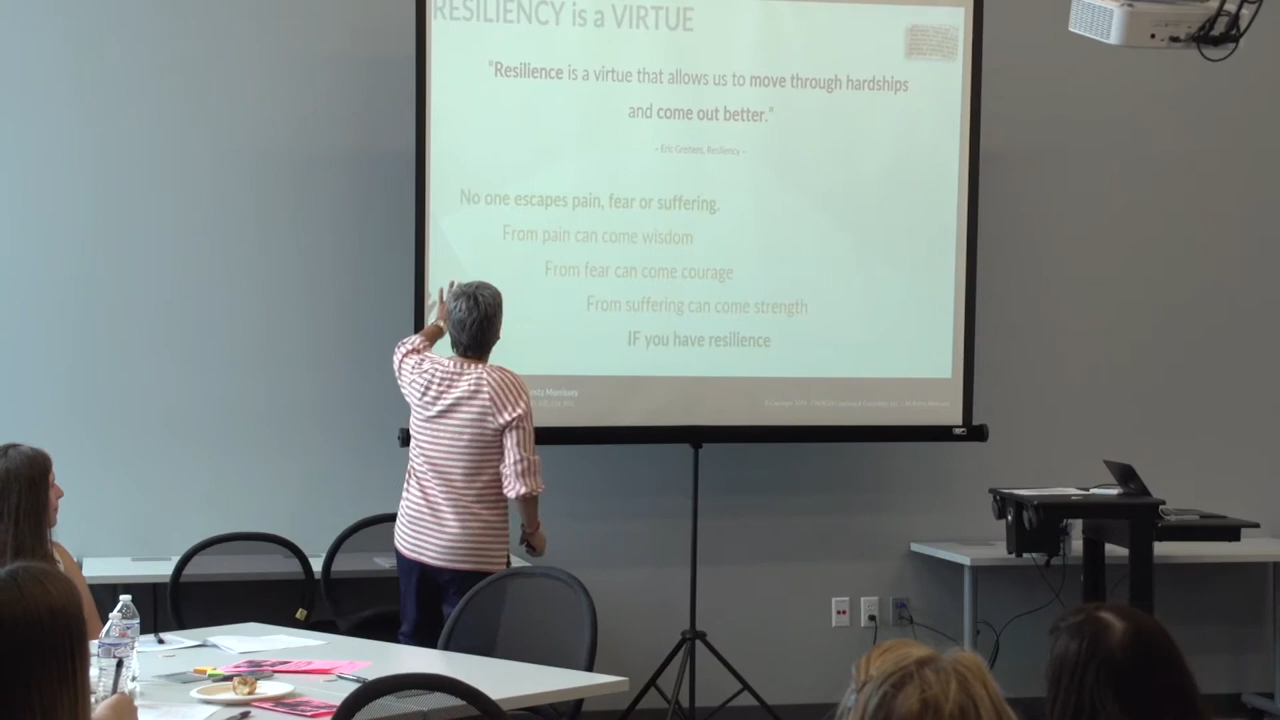 RESILIENCY is a VIRTUE
"Resilience is a virtue that allows us to move through hardships
and come out better."
– Eric Greitens, Resiliency –
No one escapes pain, fear or suffering.
From pain can come wisdom
From fear can come courage
From suffering can come strength
IF you have resilience
Morrissey